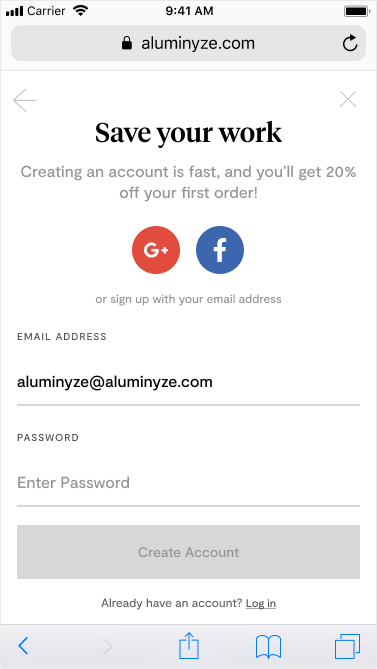 Carrier 9:41 AM
aluminyze.com
Save your work
Creating an account is fast, and you’ll get 20%
off your first order!
G+ f
or sign up with your email address
EMAIL ADDRESS
aluminyze@aluminyze.com
PASSWORD
Enter Password
Create Account
Already have an account? Log in